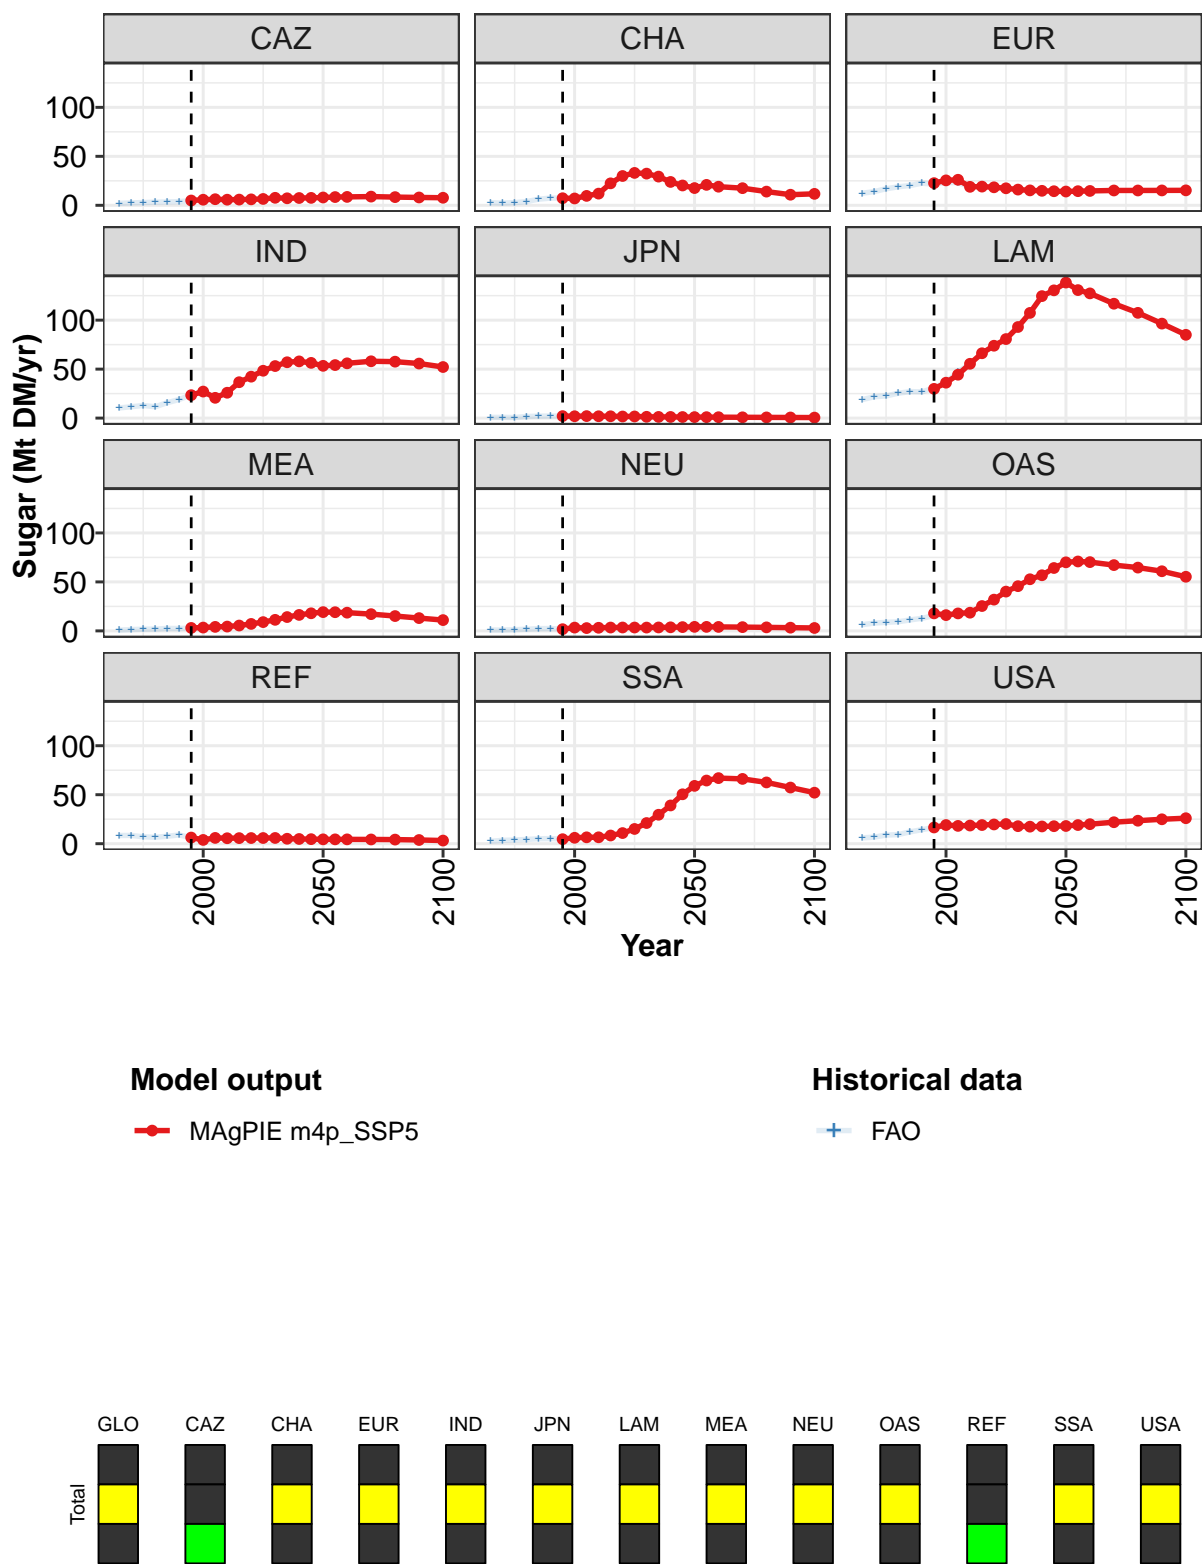 CAZ CHA EUR
100
50
0
IND JPN LAM
100
50
0
MEA NEU OAS
100
50
0
REF SSA USA
100
50
0
Sugar (Mt DM/yr)
2000 2050 2100 2000 2050 2100 2000 2050 2100
Year
Model output Historical data
MAgPIE m4p_SSP5 FAO
GLO CAZ CHA EUR IND JPN LAM MEA NEU OAS REF SSA USA
Total